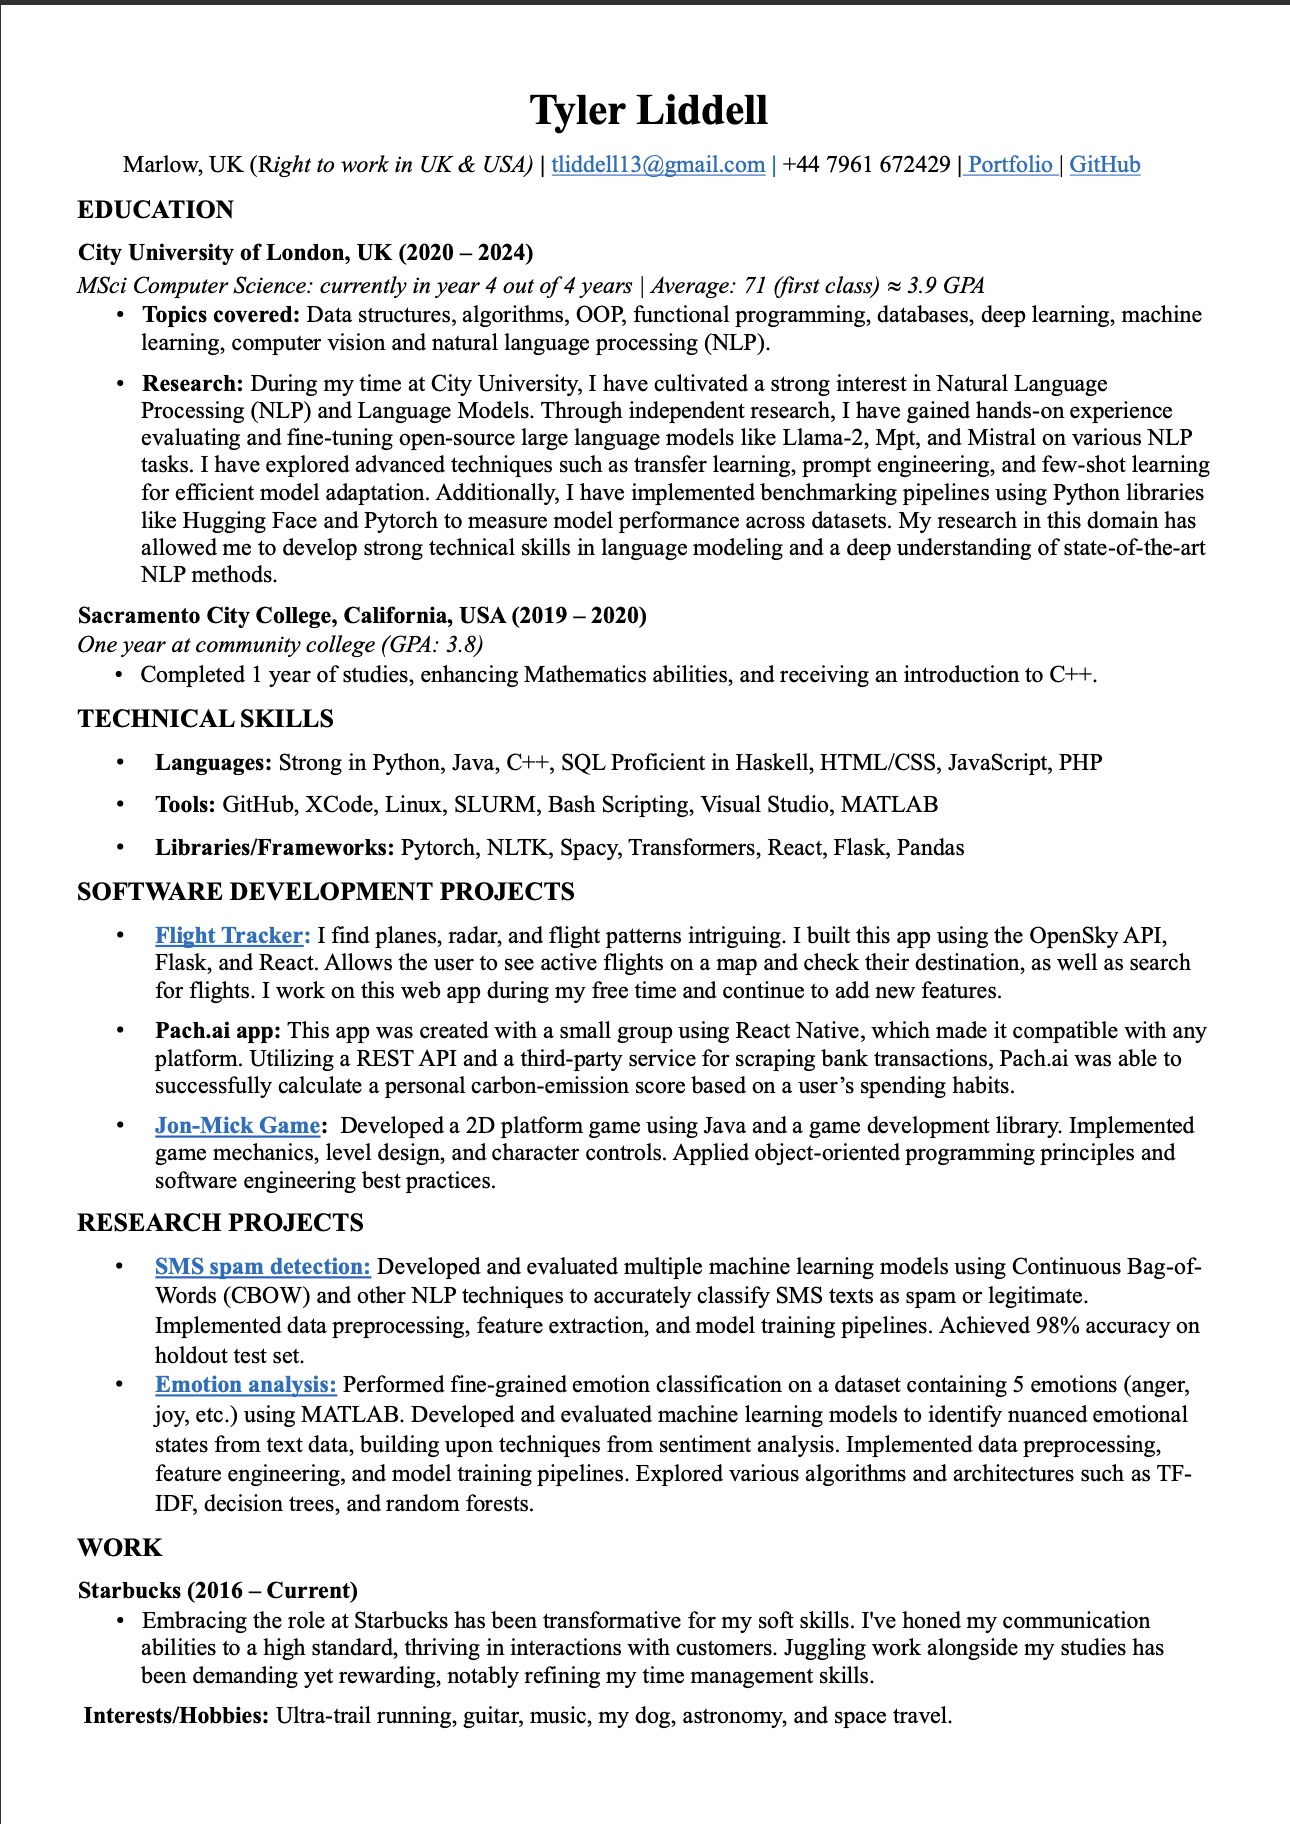 Tyler Liddell
Marlow, UK (Right to work in UK & USA) | tliddell13@gmail.com | +44 7961 672429 | Portfolio | GitHub
EDUCATION
City University of London, UK (2020 – 2024)
MSci Computer Science: currently in year 4 out of 4 years | Average: 71 (first class) ≈ 3.9 GPA
• Topics covered: Data structures, algorithms, OOP, functional programming, databases, deep learning, machine
learning, computer vision and natural language processing (NLP).
• Research: During my time at City University, I have cultivated a strong interest in Natural Language
Processing (NLP) and Language Models. Through independent research, I have gained hands-on experience
evaluating and fine-tuning open-source large language models like Llama-2, Mpt, and Mistral on various NLP
tasks. I have explored advanced techniques such as transfer learning, prompt engineering, and few-shot learning
for efficient model adaptation. Additionally, I have implemented benchmarking pipelines using Python libraries
like Hugging Face and Pytorch to measure model performance across datasets. My research in this domain has
allowed me to develop strong technical skills in language modeling and a deep understanding of state-of-the-art
NLP methods.
Sacramento City College, California, USA (2019 – 2020)
One year at community college (GPA: 3.8)
• Completed 1 year of studies, enhancing Mathematics abilities, and receiving an introduction to C++.
TECHNICAL SKILLS
• Languages: Strong in Python, Java, C++, SQL Proficient in Haskell, HTML/CSS, JavaScript, PHP
• Tools: GitHub, XCode, Linux, SLURM, Bash Scripting, Visual Studio, MATLAB
• Libraries/Frameworks: Pytorch, NLTK, Spacy, Transformers, React, Flask, Pandas
SOFTWARE DEVELOPMENT PROJECTS
• Flight Tracker: I find planes, radar, and flight patterns intriguing. I built this app using the OpenSky API,
Flask, and React. Allows the user to see active flights on a map and check their destination, as well as search
for flights. I work on this web app during my free time and continue to add new features.
• Pach.ai app: This app was created with a small group using React Native, which made it compatible with any
platform. Utilizing a REST API and a third-party service for scraping bank transactions, Pach.ai was able to
successfully calculate a personal carbon-emission score based on a user’s spending habits.
• Jon-Mick Game: Developed a 2D platform game using Java and a game development library. Implemented
game mechanics, level design, and character controls. Applied object-oriented programming principles and
software engineering best practices.
RESEARCH PROJECTS
• SMS spam detection: Developed and evaluated multiple machine learning models using Continuous Bag-of-
Words (CBOW) and other NLP techniques to accurately classify SMS texts as spam or legitimate.
Implemented data preprocessing, feature extraction, and model training pipelines. Achieved 98% accuracy on
holdout test set.
• Emotion analysis: Performed fine-grained emotion classification on a dataset containing 5 emotions (anger,
joy, etc.) using MATLAB. Developed and evaluated machine learning models to identify nuanced emotional
states from text data, building upon techniques from sentiment analysis. Implemented data preprocessing,
feature engineering, and model training pipelines. Explored various algorithms and architectures such as TF-
IDF, decision trees, and random forests.
WORK
Starbucks (2016 – Current)
• Embracing the role at Starbucks has been transformative for my soft skills. I've honed my communication
abilities to a high standard, thriving in interactions with customers. Juggling work alongside my studies has
been demanding yet rewarding, notably refining my time management skills.
Interests/Hobbies: Ultra-trail running, guitar, music, my dog, astronomy, and space travel.